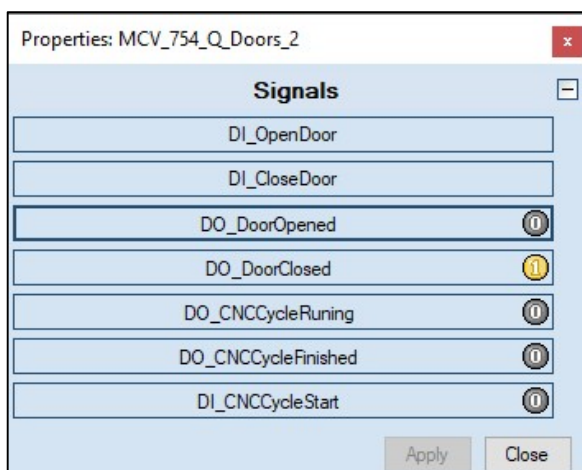 Properties: MCV_754_Q_Doors_2
x
Signals
DI_OpenDoor
DI_CloseDoor
DO_DoorOpened 0
DO_DoorClosed 1
DO_CNCCycleRuning 0
DO_CNCCycleFinished 0
DI_CNCCycleStart 0
Apply Close